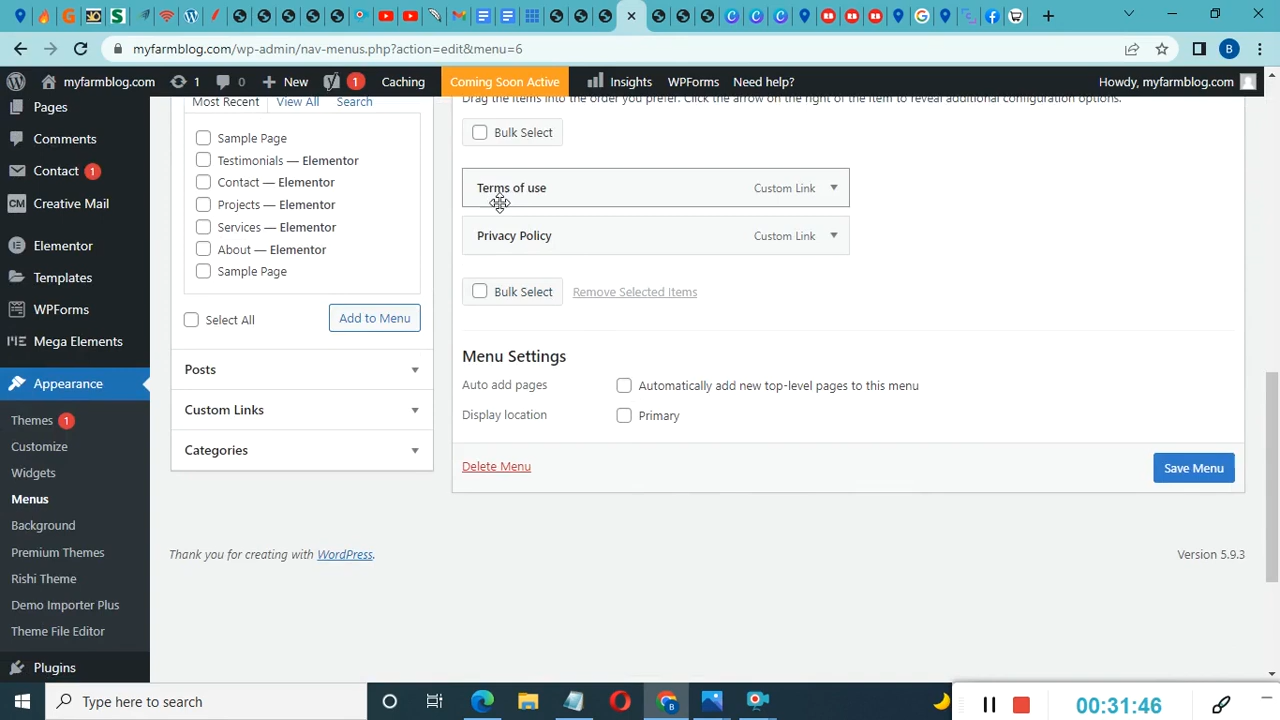 myfarmblog.com/wp-admin/nav-menus.php?action=edit&menu=6
B
myfarmblog.com 1 0 New 1 Caching Coming Soon Active Insights WPForms Need help? Howdy, myfarmblog.com
Pages
Comments
Contact 1
CM Creative Mail
Elementor
Templates
WPForms
Mega Elements
Appearance
Themes 1
Customize
Widgets
Menus
Background
Premium Themes
Rishi Theme
Demo Importer Plus
Theme File Editor
Plugins
Most Recent View All Search
Sample Page
Testimonials — Elementor
Contact — Elementor
Projects — Elementor
Services — Elementor
About — Elementor
Sample Page
Select All Add to Menu
Posts
Custom Links
Categories
Drag the items into the order you prefer. Click the arrow on the right of the item to reveal additional configuration options.
Bulk Select
Terms of use Custom Link
Privacy Policy Custom Link
Bulk Select Remove Selected Items
Menu Settings
Auto add pages Automatically add new top-level pages to this menu
Display location Primary
Delete Menu Save Menu
Thank you for creating with WordPress. Version 5.9.3
Type here to search
00:31:46